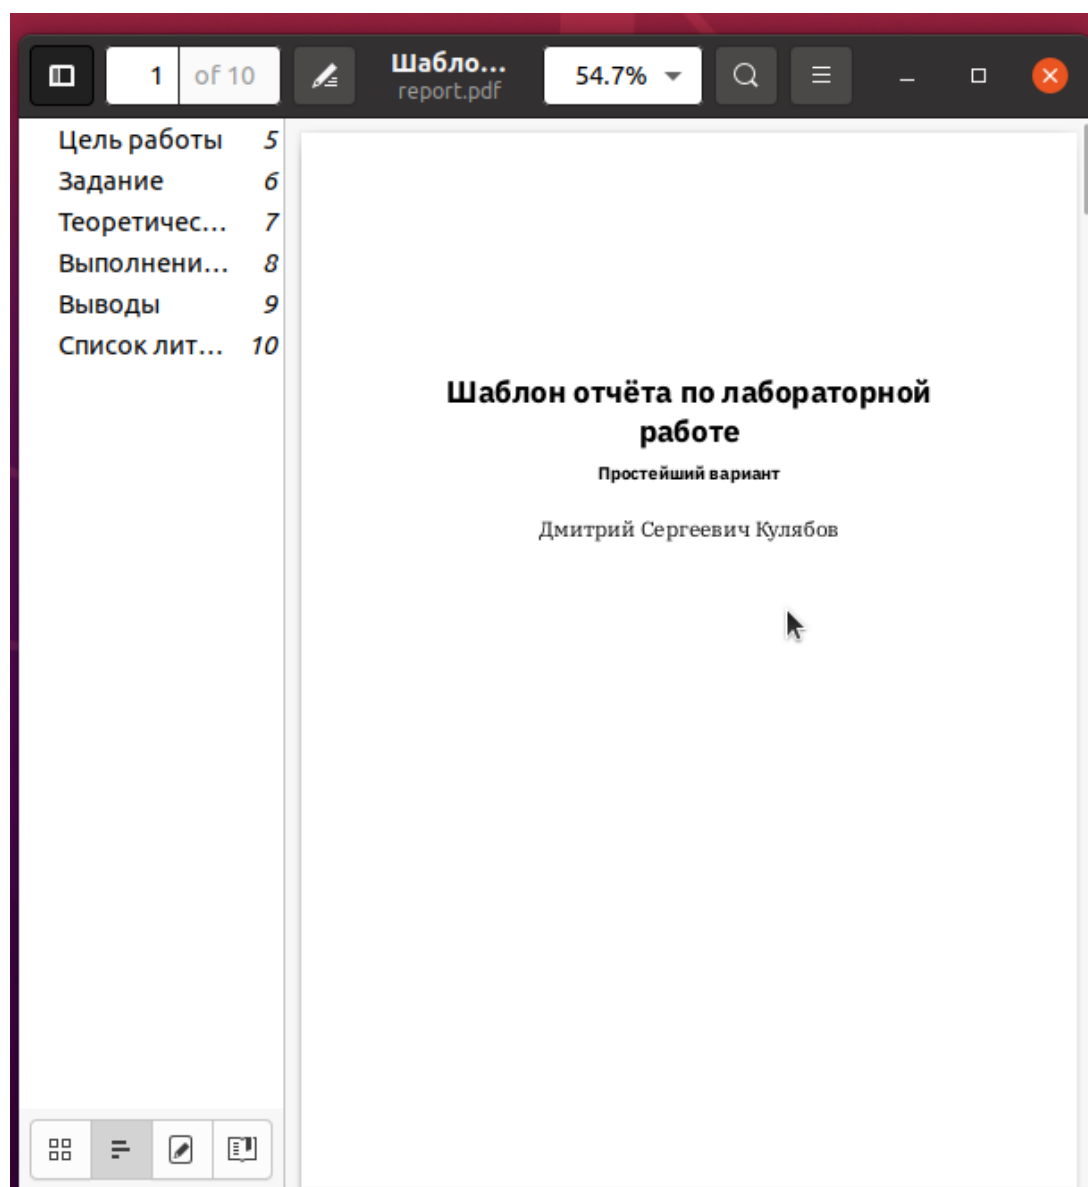 1 of 10 Шабло... 54.7%
report.pdf
Цель работы 5
Задание 6
Теоретичес... 7
Выполнени... 8
Выводы 9
Список лит... 10
Шаблон отчёта по лабораторной
работе
Простейший вариант
Дмитрий Сергеевич Кулябов